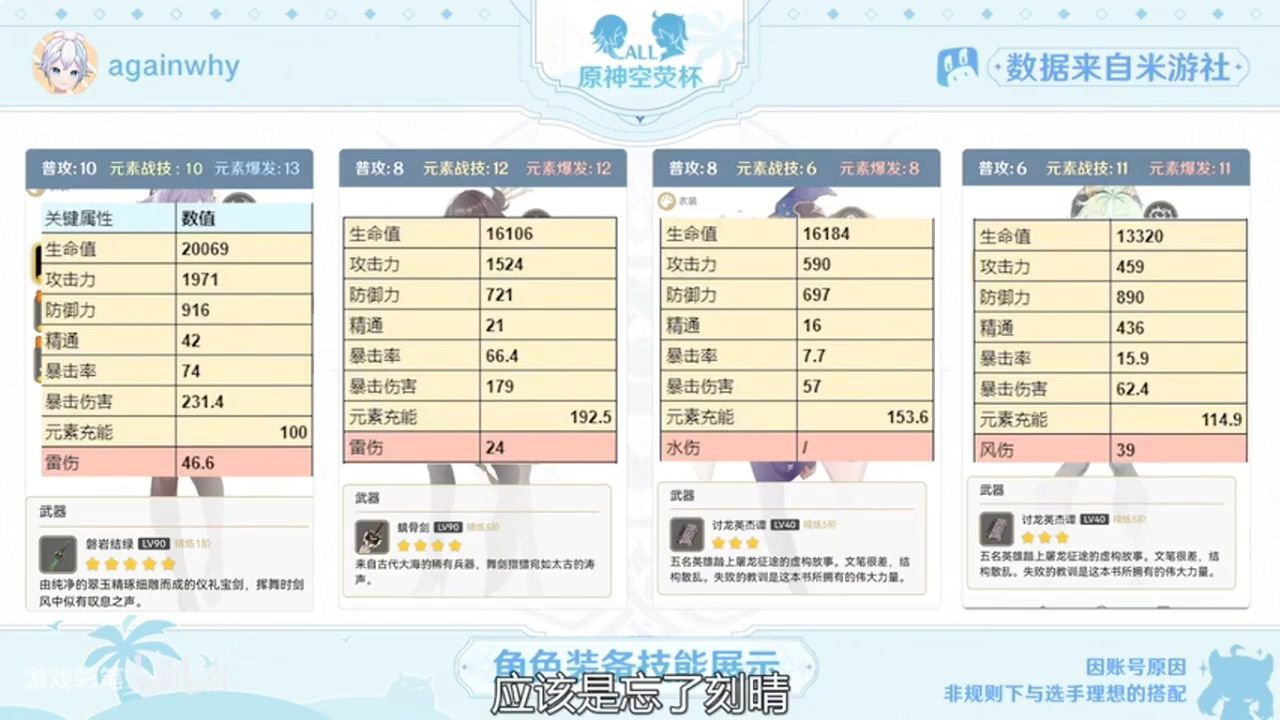 againwhy
ALL
原神空荧杯
数据来自米游社
普攻:10 元素战技:10 元素爆发:13
关键属性 数值
生命值 20069
攻击力 1971
防御力 916
精通 42
暴击率 74
暴击伤害 231.4
元素充能 100
雷伤 46.6
武器
磐岩结绿 LV90 精炼1阶
由纯净的翠玉精琢细雕而成的仪礼宝剑，挥舞时剑
风中似有叹息之声。
普攻:8 元素战技:12 元素爆发:12
生命值 16106
攻击力 1524
防御力 721
精通 21
暴击率 66.4
暴击伤害 179
元素充能 192.5
雷伤 24
武器
螭骨剑 LV90 精炼5阶
来自古代大海的稀有兵器，舞剑猎猎宛如太古的涛
声。
普攻:8 元素战技:6 元素爆发:8
衣装
生命值 16184
攻击力 590
防御力 697
精通 16
暴击率 7.7
暴击伤害 57
元素充能 153.6
水伤 /
武器
讨龙英杰谭 LV40 精炼5阶
五名英雄踏上屠龙征途的虚构故事。文笔很差，结
构散乱。失败的教训是这本书所拥有的伟大力量。
普攻:6 元素战技:11 元素爆发:11
生命值 13320
攻击力 459
防御力 890
精通 436
暴击率 15.9
暴击伤害 62.4
元素充能 114.9
风伤 39
武器
讨龙英杰谭 LV40 精炼5阶
五名英雄踏上屠龙征途的虚构故事。文笔很差，结
构散乱。失败的教训是这本书所拥有的伟大力量。
游戏彩笔
角色装备技能展示
应该是忘了刻晴
因账号原因
非规则下与选手理想的搭配